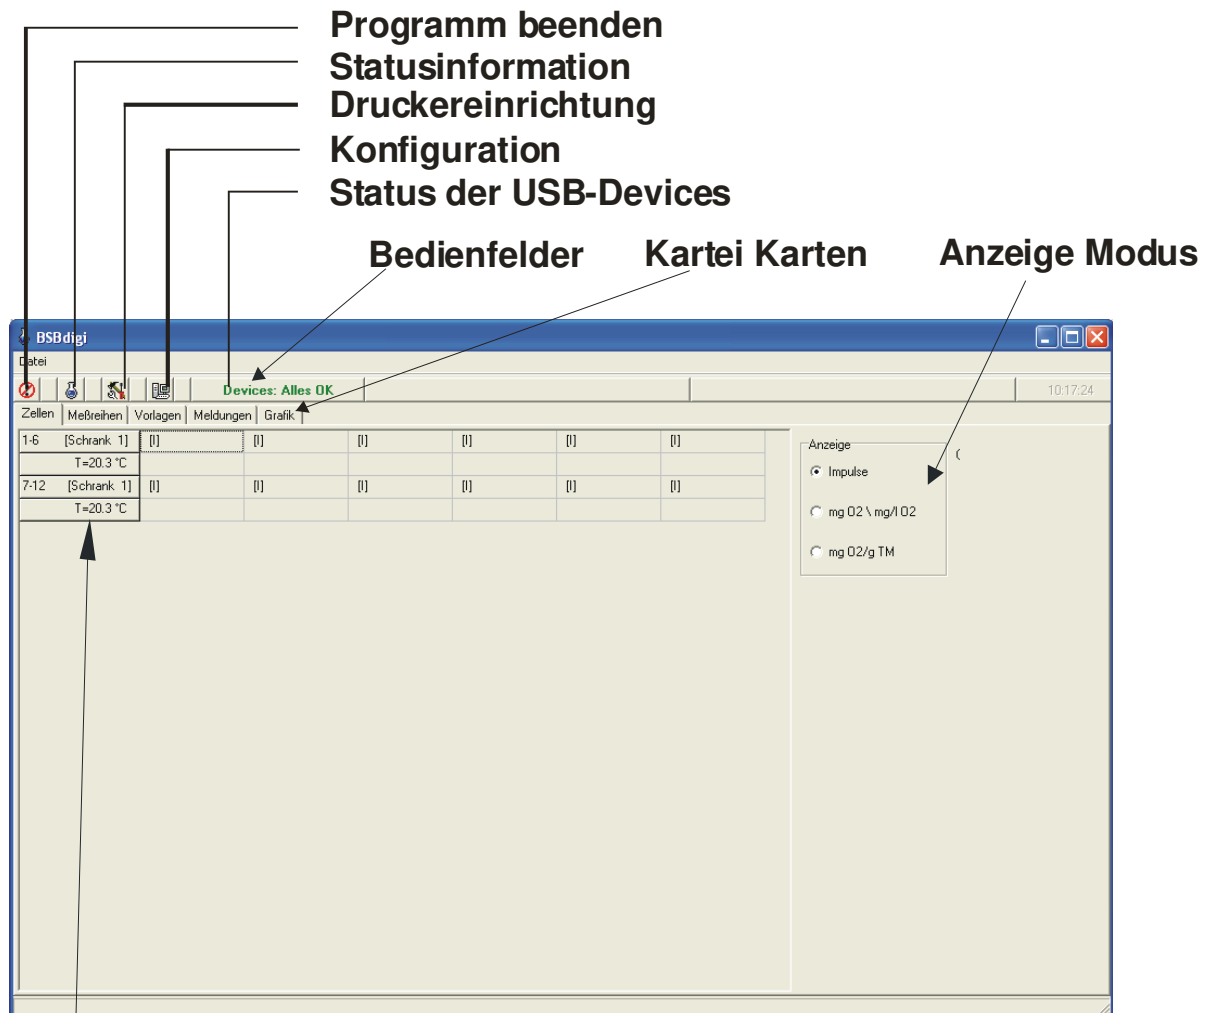 Programm beenden
Statusinformation
Druckereinrichtung
Konfiguration
Status der USB-Devices
Bedienfelder Kartei Karten Anzeige Modus
BSBdigi
Datei
Devices: Alles OK 10:17:24
Zellen Meßreihen Vorlagen Meldungen Grafik
1-6 [Schrank 1] [I] [I] [I] [I] [I] [I]
T=20.3 °C
7-12 [Schrank 1] [I] [I] [I] [I] [I] [I]
T=20.3 °C
Anzeige
(
Impulse
mg O2 \ mg/l O2
mg O2/g TM